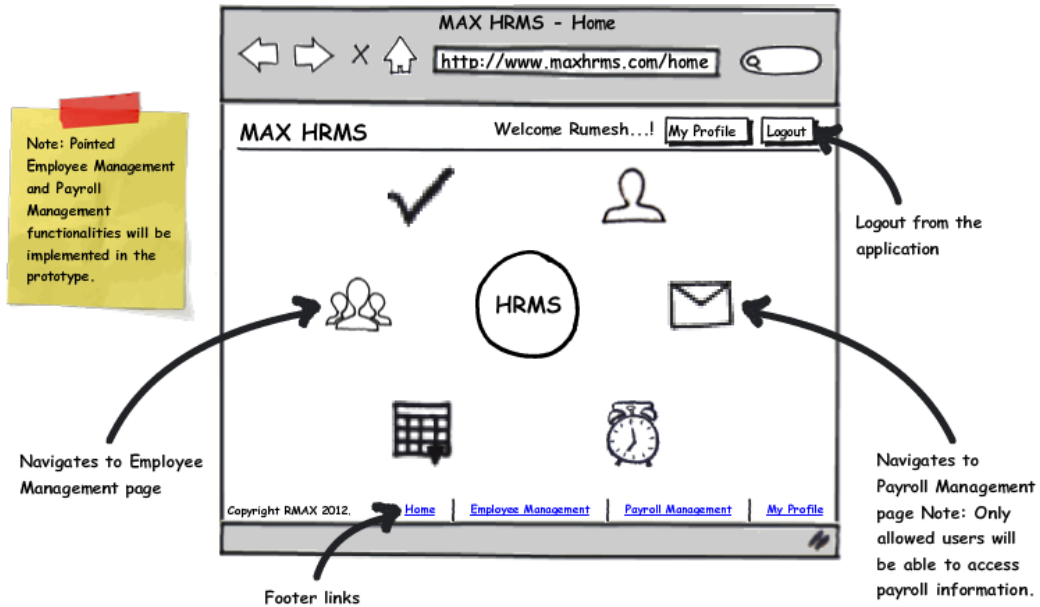 MAX HRMS - Home
http://www.maxhrms.com/home
MAX HRMS
Welcome Rumesh...!
My Profile
Logout
Note: Pointed
Employee Management
and Payroll
Management
functionalities will be
implemented in the
prototype.
Logout from the
application
HRMS
Navigates to Employee
Management page
Navigates to
Payroll Management
page Note: Only
allowed users will
be able to access
payroll information.
Copyright RMAX 2012.
Home
Employee Management
Payroll Management
My Profile
Footer links